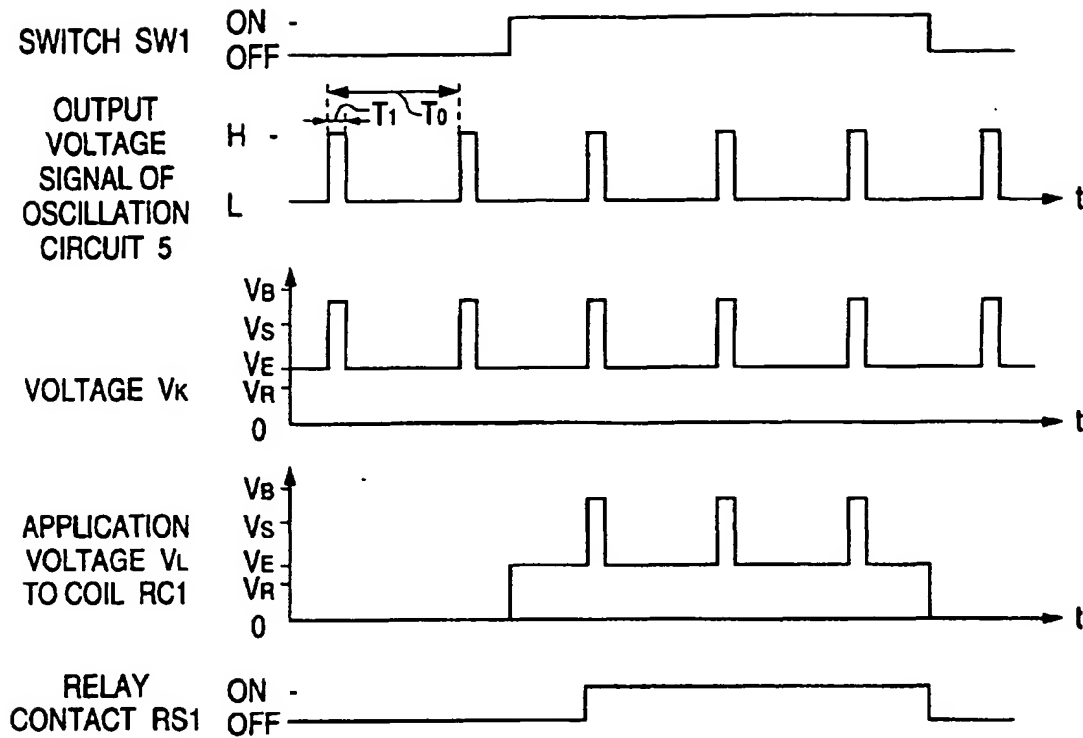 SWITCH SW1
ON
OFF
OUTPUT
VOLTAGE
SIGNAL OF
OSCILLATION
CIRCUIT 5
T1 T0
H
L
t
VOLTAGE VK
VB
VS
VE
VR
0
t
APPLICATION
VOLTAGE VL
TO COIL RC1
VB
VS
VE
VR
0
t
RELAY
CONTACT RS1
ON
OFF